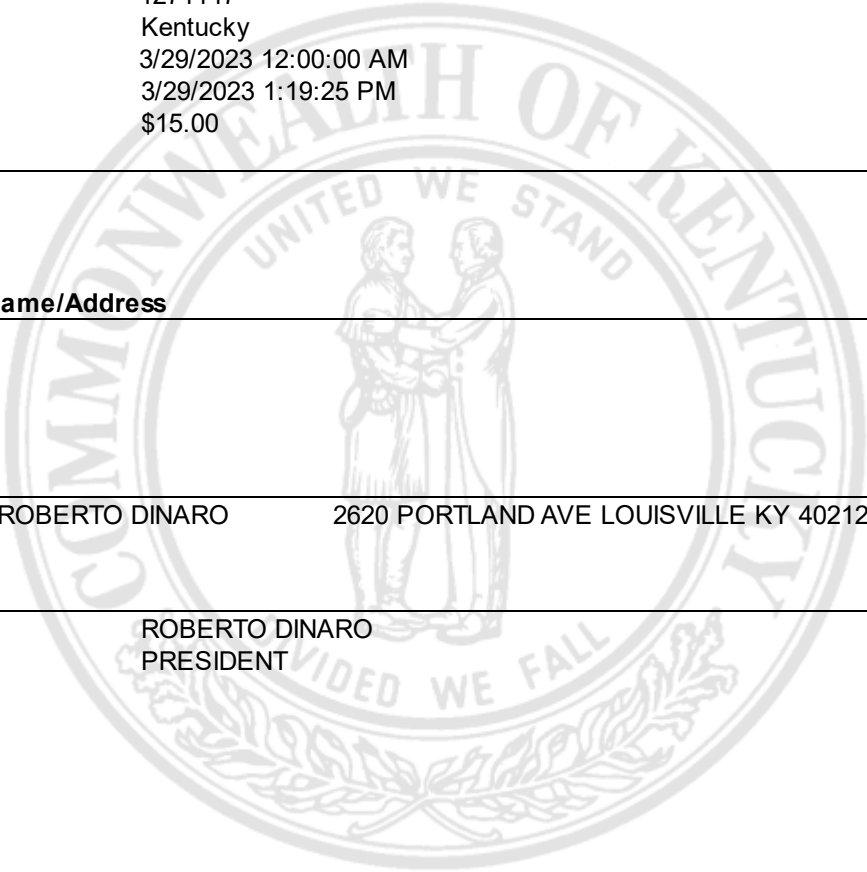 Kentucky
3/29/2023 12:00:00 AM
3/29/2023 1:19:25 PM
$15.00
COMMONWEALTH OF KENTUCKY
UNITED WE STAND
ame/Address
ROBERTO DINARO 2620 PORTLAND AVE LOUISVILLE KY 40212
ROBERTO DINARO
PRESIDENT
DIVIDED WE FALL